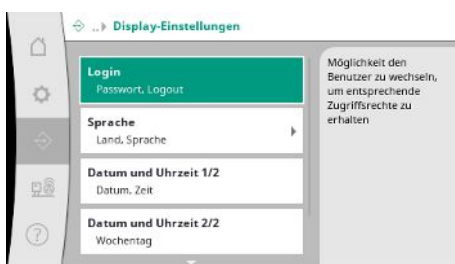 ..▸ Display-Einstellungen
Login
Passwort, Logout
Sprache
Land, Sprache
Datum und Uhrzeit 1/2
Datum, Zeit
Datum und Uhrzeit 2/2
Wochentag
Möglichkeit den
Benutzer zu wechseln,
um entsprechende
Zugriffsrechte zu
erhalten